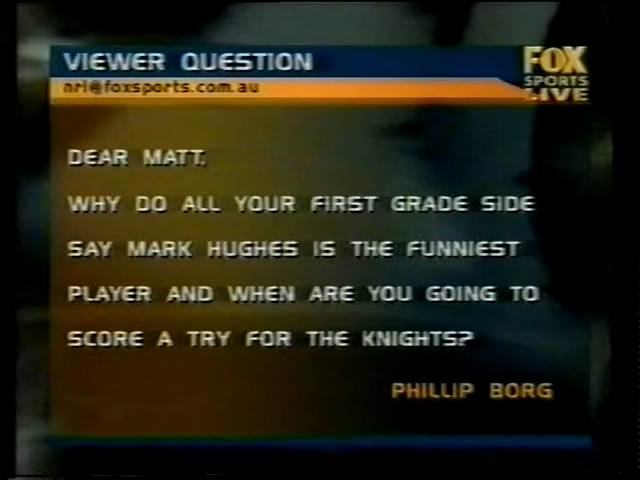 VIEWER QUESTION
FOX
SPORTS
LIVE
nrl@foxsports.com.au
DEAR MATT,
WHY DO ALL YOUR FIRST GRADE SIDE
SAY MARK HUGHES IS THE FUNNIEST
PLAYER AND WHEN ARE YOU GOING TO
SCORE A TRY FOR THE KNIGHTS?
PHILLIP BORG